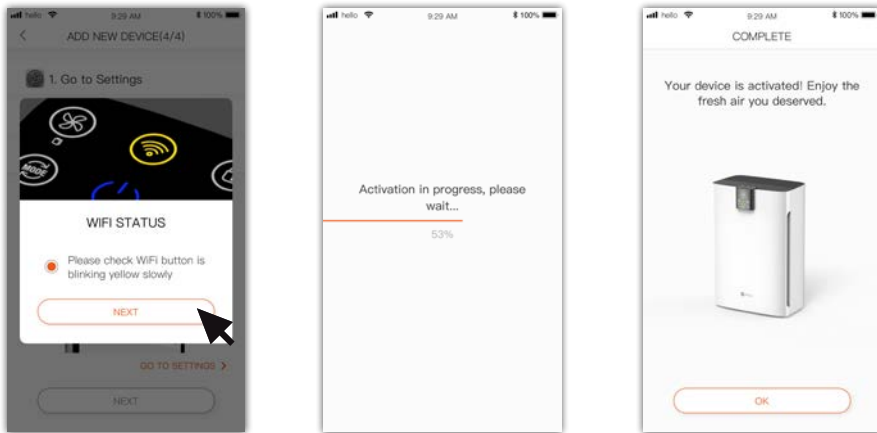 hello 9:29 AM 100%
ADD NEW DEVICE(4/4)
1. Go to Settings
MODE
WIFI STATUS
Please check WiFi button is
blinking yellow slowly
NEXT
GO TO SETTINGS >
NEXT
hello 9:29 AM 100%
Activation in progress, please
wait...
53%
hello 9:29 AM 100%
COMPLETE
Your device is activated! Enjoy the
fresh air you deserved.
OK